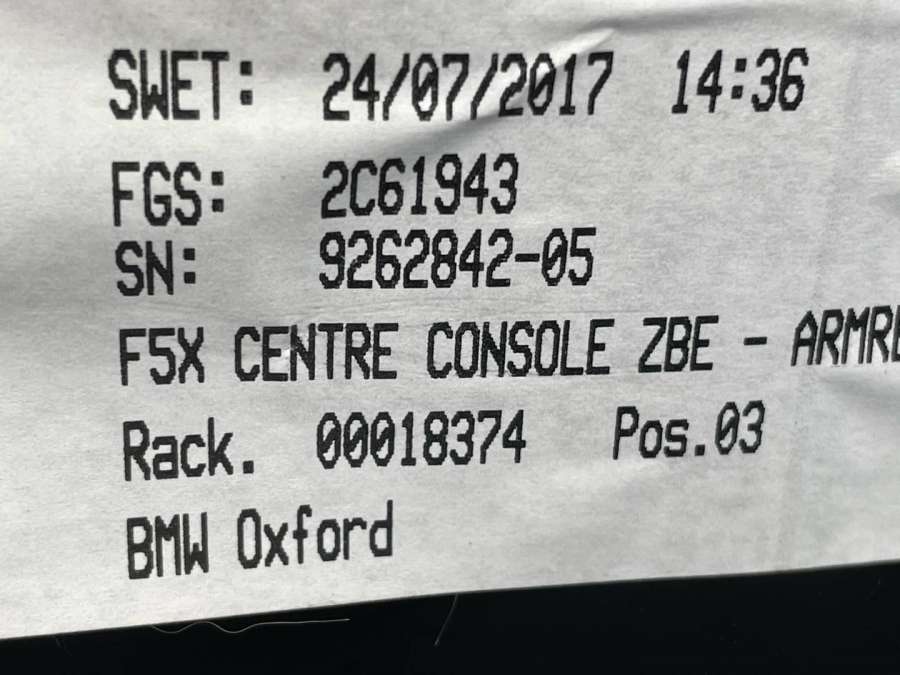 SWET: 24/07/2017 14:36
FGS: 2C61943
SN: 9262842-05
F5X CENTRE CONSOLE ZBE -
Rack. 00018374 Pos.03
BMW Oxford